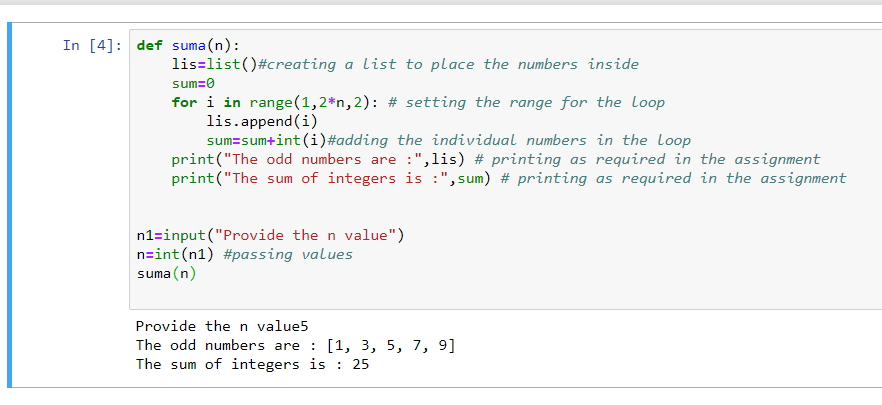 In [4]: def suma(n):
    lis=list()#creating a list to place the numbers inside
    sum=0
    for i in range(1,2*n,2): # setting the range for the loop
        lis.append(i)
        sum=sum+int(i)#adding the individual numbers in the loop
    print("The odd numbers are :",lis) # printing as required in the assignment
    print("The sum of integers is :",sum) # printing as required in the assignment
n1=input("Provide the n value")
n=int(n1) #passing values
suma(n)
Provide the n value5
The odd numbers are : [1, 3, 5, 7, 9]
The sum of integers is : 25